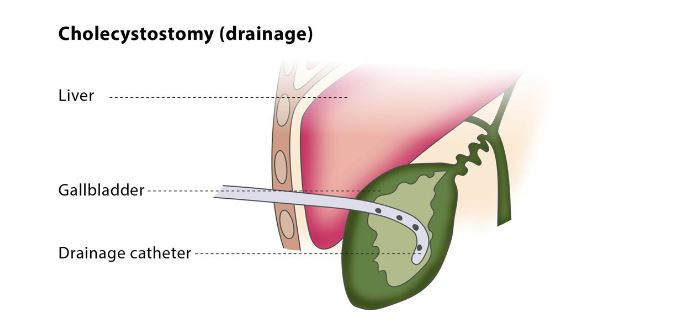 Cholecystostomy (drainage)
Liver
Gallbladder
Drainage catheter